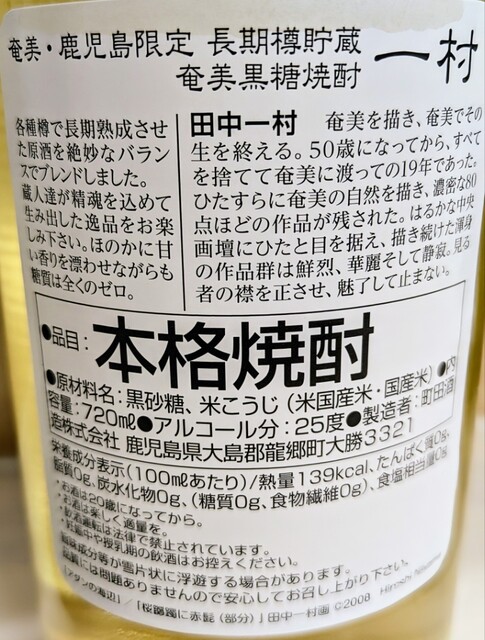 奄美・鹿児島限定 長期樽貯蔵
奄美黒糖焼酎
一村
各種樽で長期熟成させ
た原酒を絶妙なバラン
スでブレンドしました。
蔵人達が精魂を込めて
生み出した逸品をお楽
しみ下さい。ほのかに甘
い香りを漂わせながらも
糖質は全くのゼロ。
田中一村 奄美を描き、奄美でその
生を終える。50歳になってから、すべて
を捨てて奄美に渡っての19年であった。
ひたすらに奄美の自然を描き、濃密な80
点ほどの作品が残された。はるかな中央
画壇にひたと目を据え、描き続けた渾身
の作品群は鮮烈、華麗そして静寂。見る
者の襟を正させ、魅了して止まない。
●品目：本格焼酎
●原材料名：黒砂糖、米こうじ（米国産米・国産米）●内
容量：720mℓ●アルコール分：25度●製造者：町田酒
造株式会社 鹿児島県大島郡龍郷町大勝3321
栄養成分表示(100mℓあたり)/熱量139kcal、たんぱく質0g、
脂質0g、炭水化物0g、(糖質0g、食物繊維0g)、食塩相当量0g
・お酒は20歳になってから。
・お酒は楽しく適量を。
・飲酒運転は法律で禁止されています。
・妊娠中や授乳期の飲酒はお控えください。
風味成分等が雪片状に浮遊する場合があります。
品質には問題ありませんので安心してお召し上がり下さい。
「アダンの海辺」「桜躑躅に赤髭（部分）」田中一村画 ©2008 Hiroshi